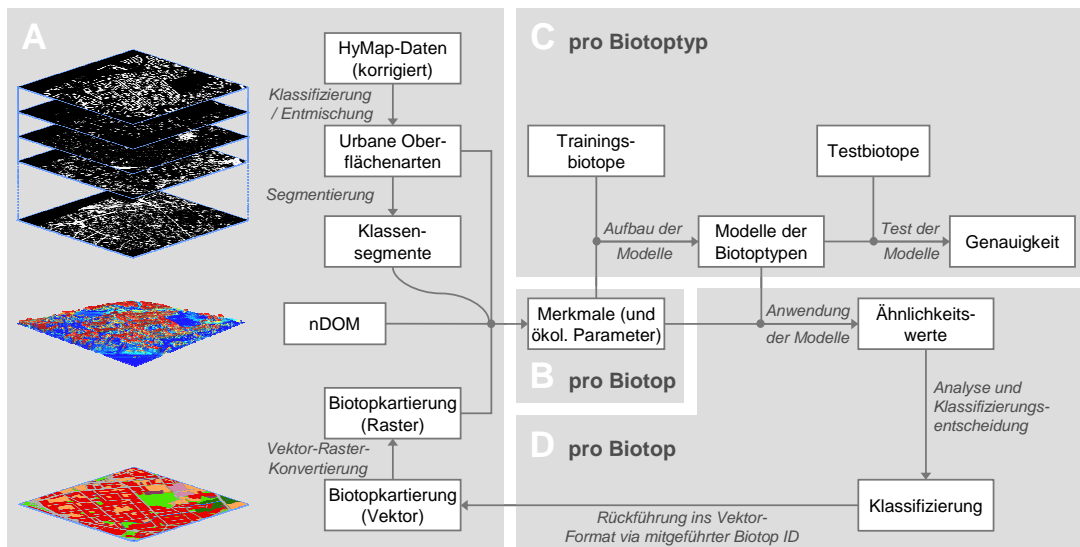 A
HyMap-Daten
(korrigiert)
Klassifizierung
/ Entmischung
Urbane Ober-
flächenarten
Segmentierung
Klassen-
segmente
nDOM
Biotopkartierung
(Raster)
Vektor-Raster-
Konvertierung
Biotopkartierung
(Vektor)
C pro Biotoptyp
Trainings-
biotope
Testbiotope
Aufbau der
Modelle
Modelle der
Biotoptypen
Test der
Modelle
Genauigkeit
Merkmale (und
ökol. Parameter)
B pro Biotop
Anwendung
der Modelle
Ähnlichkeits-
werte
Analyse und
Klassifizierungs-
entscheidung
D pro Biotop
Klassifizierung
Rückführung ins Vektor-
Format via mitgeführter Biotop ID